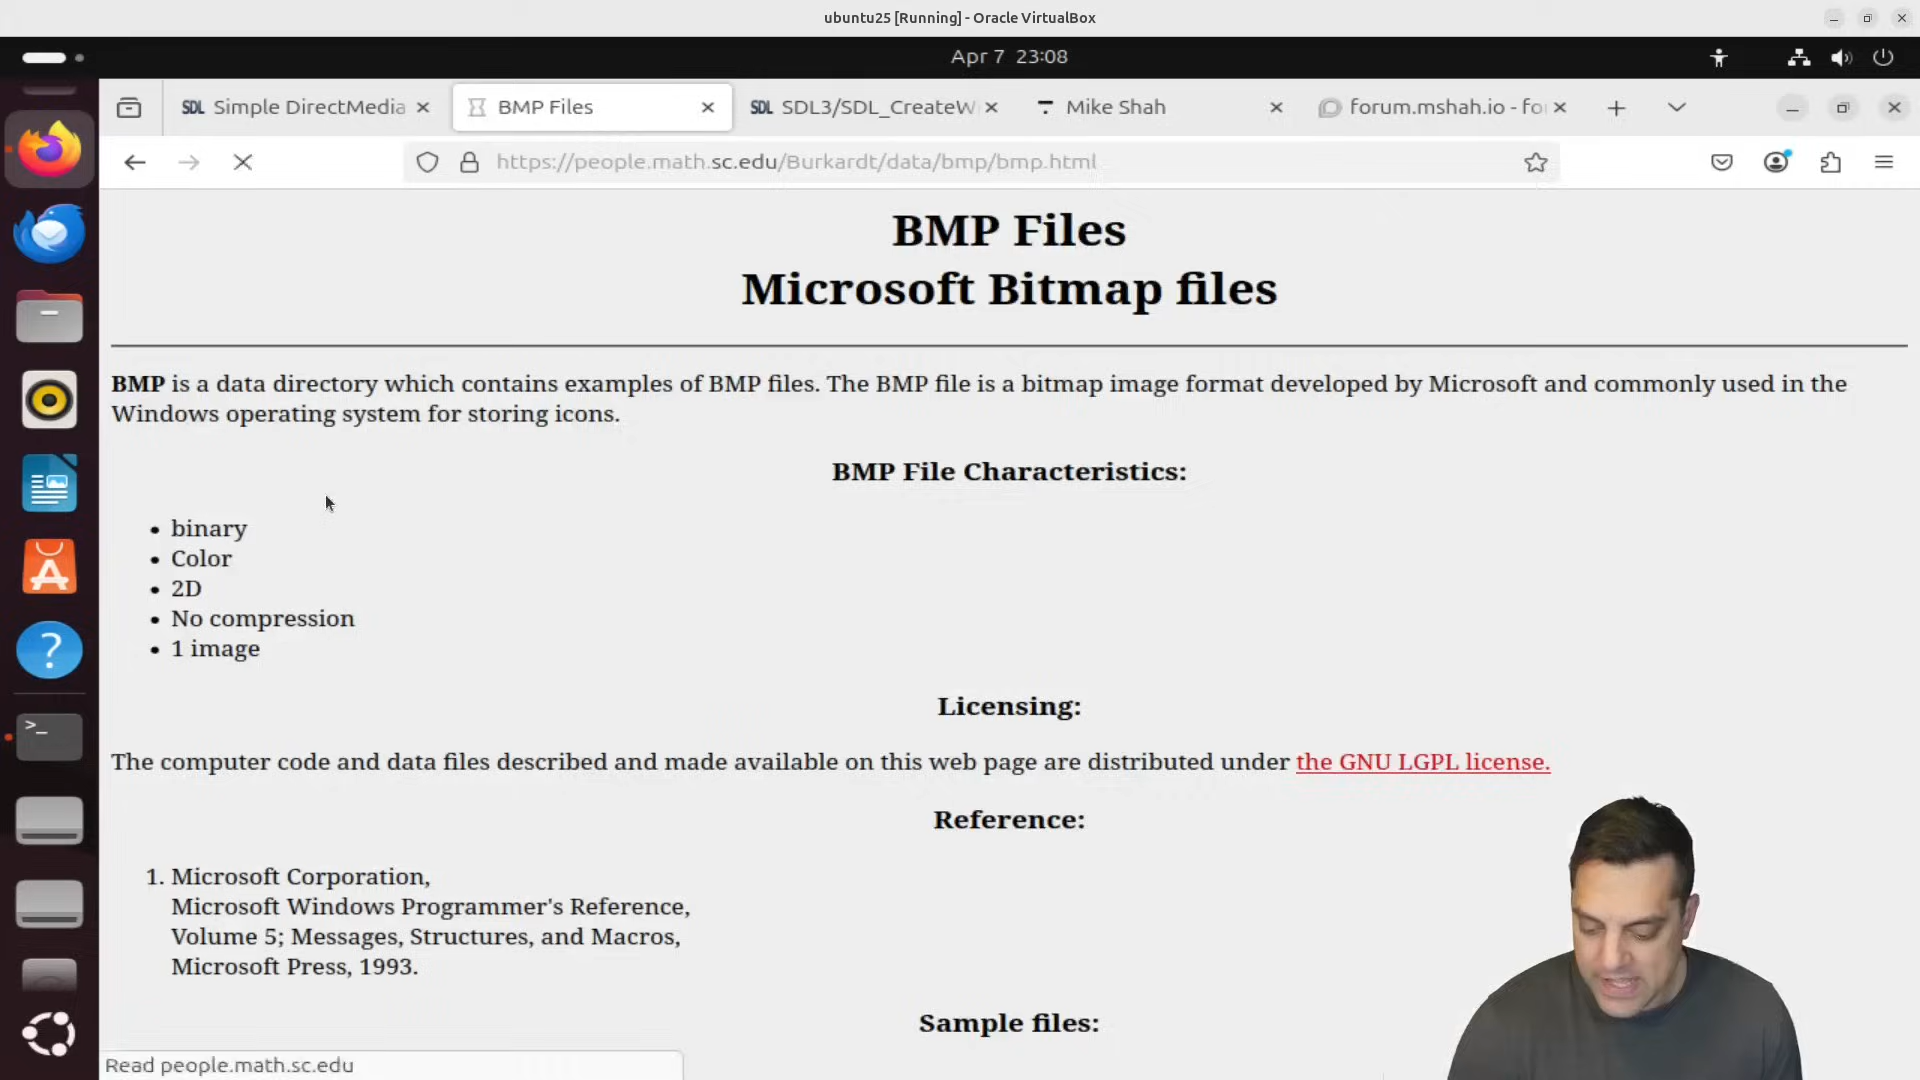 ubuntu25 [Running] - Oracle VirtualBox
Apr 7 23:08
SDL Simple DirectMedia
BMP Files
SDL SDL3/SDL_CreateW
Mike Shah
forum.mshah.io - fo
https://people.math.sc.edu/Burkardt/data/bmp/bmp.html
BMP Files
Microsoft Bitmap files
BMP is a data directory which contains examples of BMP files. The BMP file is a bitmap image format developed by Microsoft and commonly used in the
Windows operating system for storing icons.
BMP File Characteristics:
• binary
• Color
• 2D
• No compression
• 1 image
Licensing:
The computer code and data files described and made available on this web page are distributed under the GNU LGPL license.
Reference:
1. Microsoft Corporation,
Microsoft Windows Programmer's Reference,
Volume 5; Messages, Structures, and Macros,
Microsoft Press, 1993.
Sample files:
Read people.math.sc.edu